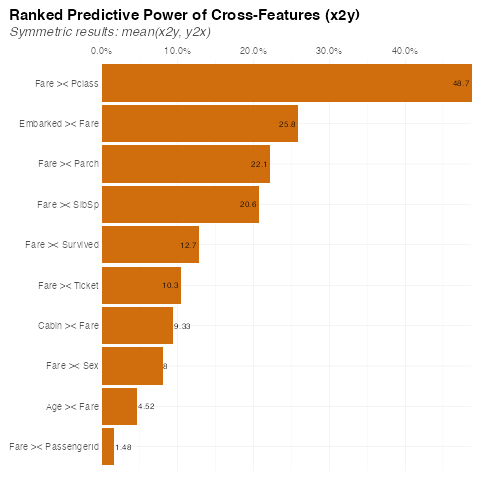 Ranked Predictive Power of Cross-Features (x2y)
Symmetric results: mean(x2y, y2x)
0.0% 10.0% 20.0% 30.0% 40.0%
Fare >< Pclass 48.7
Embarked >< Fare 25.8
Fare >< Parch 22.1
Fare >< SibSp 20.6
Fare >< Survived 12.7
Fare >< Ticket 10.3
Cabin >< Fare 9.33
Fare >< Sex 8
Age >< Fare 4.52
Fare >< PassengerId 1.48